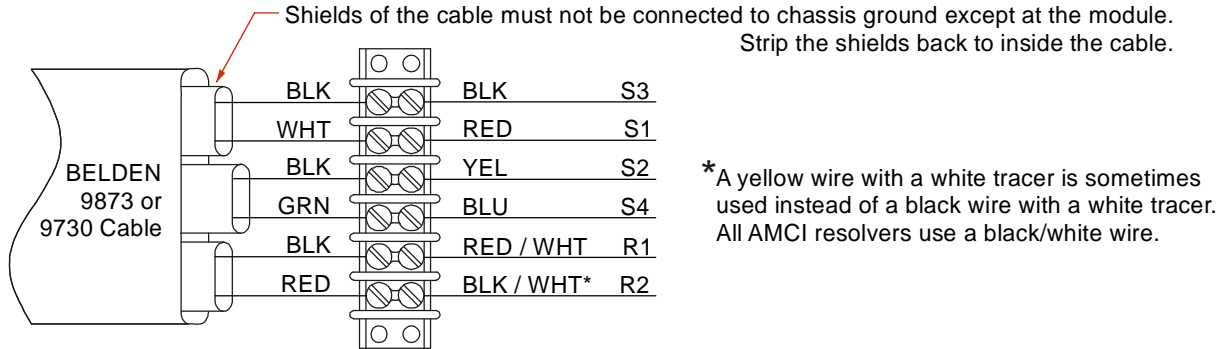 Shields of the cable must not be connected to chassis ground except at the module.
Strip the shields back to inside the cable.
BELDEN
9873 or
9730 Cable
BLK BLK S3
WHT RED S1
BLK YEL S2
GRN BLU S4
BLK RED / WHT R1
RED BLK / WHT* R2
*A yellow wire with a white tracer is sometimes
used instead of a black wire with a white tracer.
All AMCI resolvers use a black/white wire.